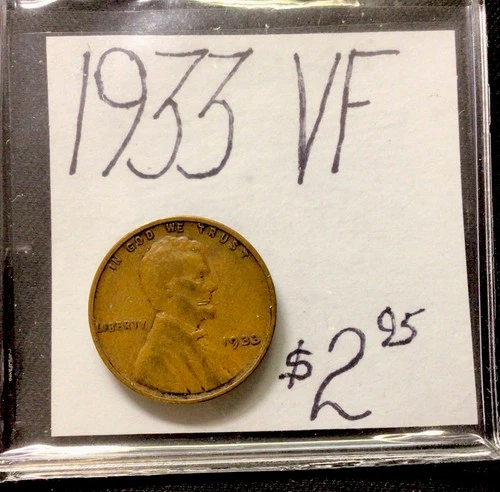 1933 VF
IN GOD WE TRUST
LIBERTY 1933
$2 95